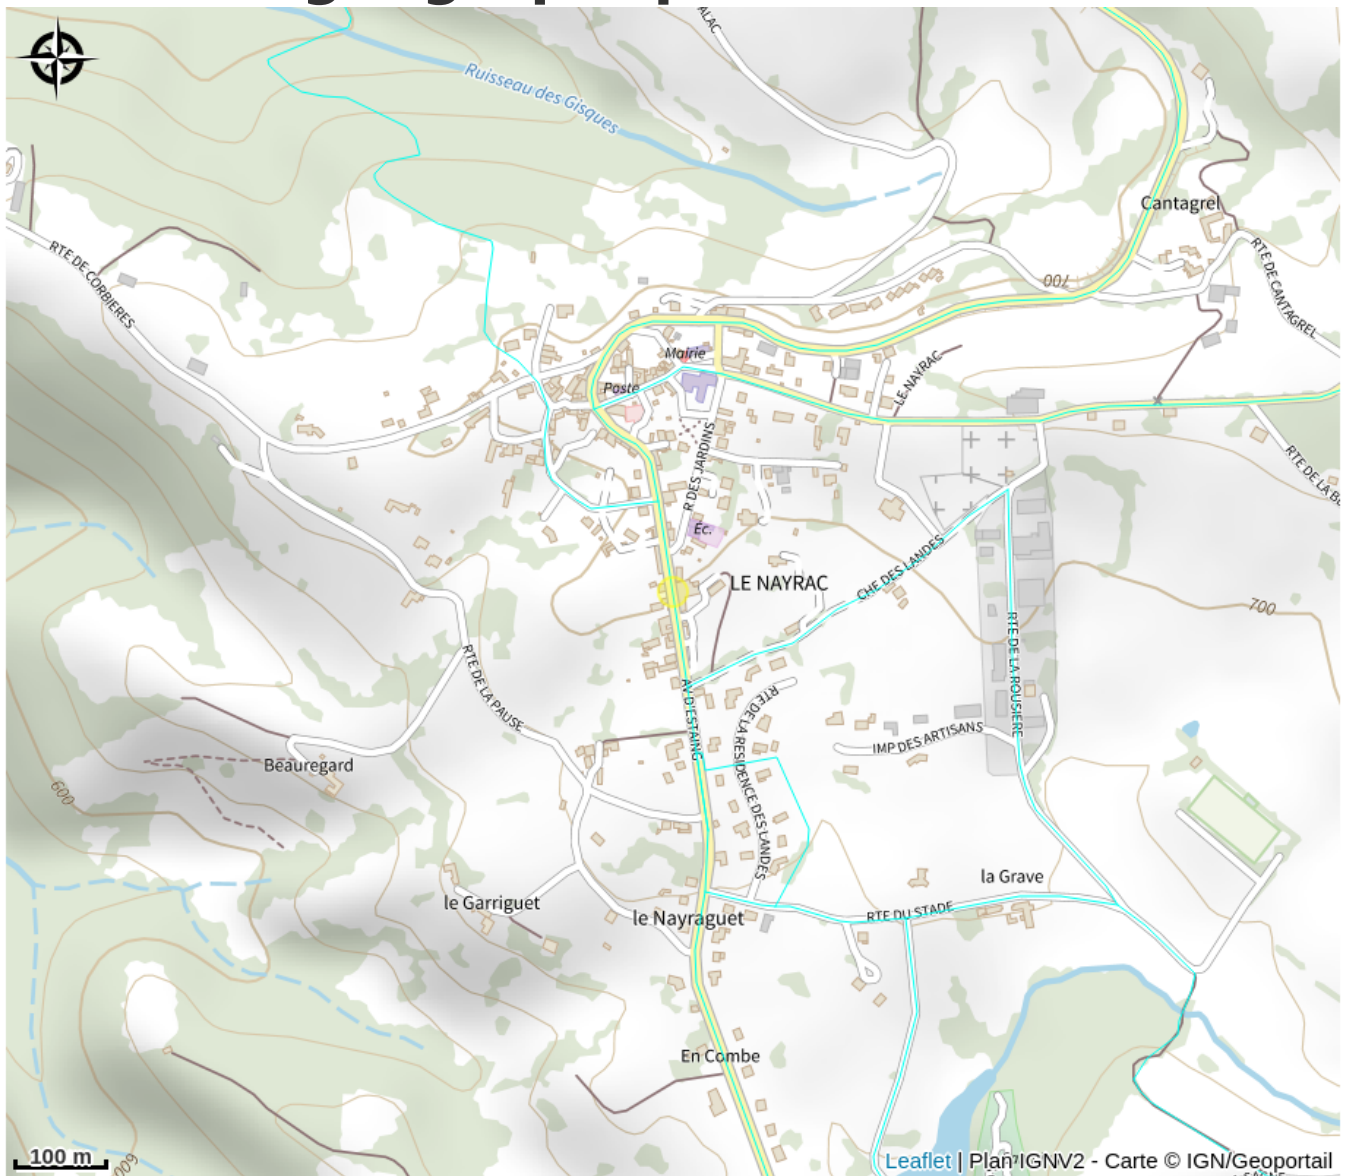 Ruisseau des Gisques
Cantagrel
RTE DE CORBIERES
700
RTE DE CANTAGREL
Mairie
LE NAYRAC
Poste
R DES JARDINS
RTE DE LA B
Éc.
LE NAYRAC
CHE DES LANDES
700
RTE DE LA ROUSIERE
RTE DE LA PAUSE
AV D'ESTAING
RTE DE LA RESIDENCE DES LANDES
IMP DES ARTISANS
Beauregard
600
la Grave
le Garriguet
le Nayraguet
RTE DU STADE
En Combe
100 m
600
Leaflet | Plan IGNV2 - Carte © IGN/Geoportail